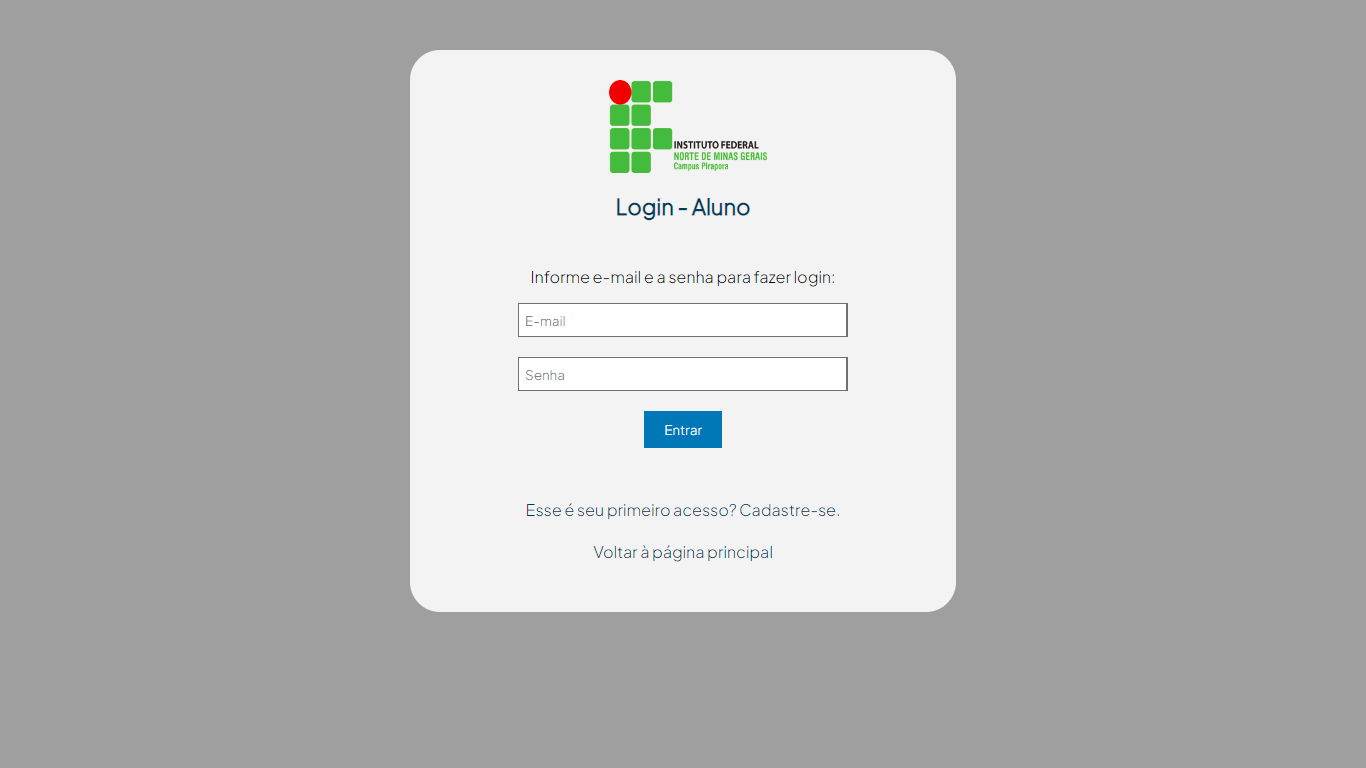 INSTITUTO FEDERAL
NORTE DE MINAS GERAIS
Campus Pirapora
Login - Aluno
Informe e-mail e a senha para fazer login:
E-mail
Senha
Entrar
Esse é seu primeiro acesso? Cadastre-se.
Voltar à página principal